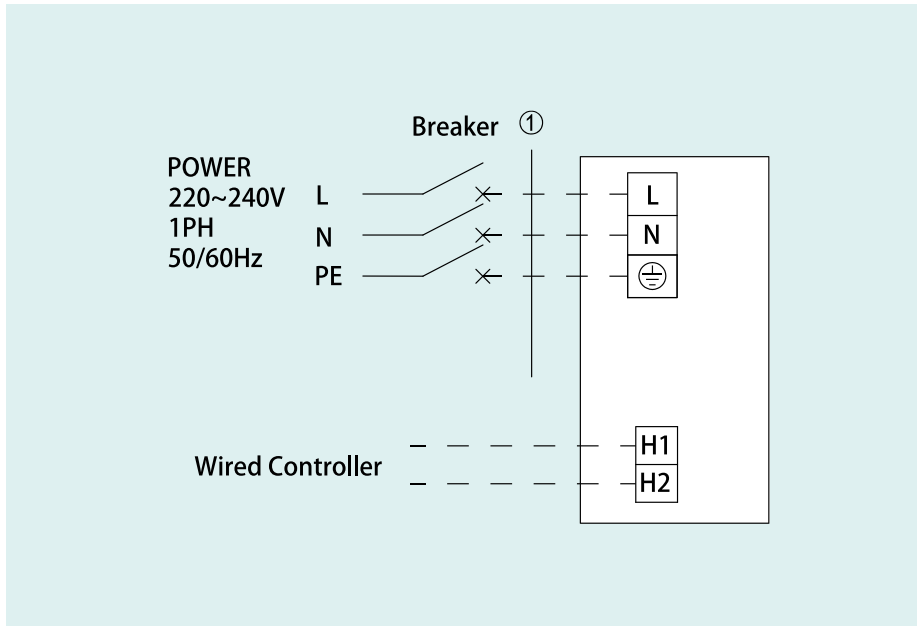 Breaker ①
POWER
220~240V
1PH
50/60Hz
L
N
PE
L
N
Wired Controller
H1
H2